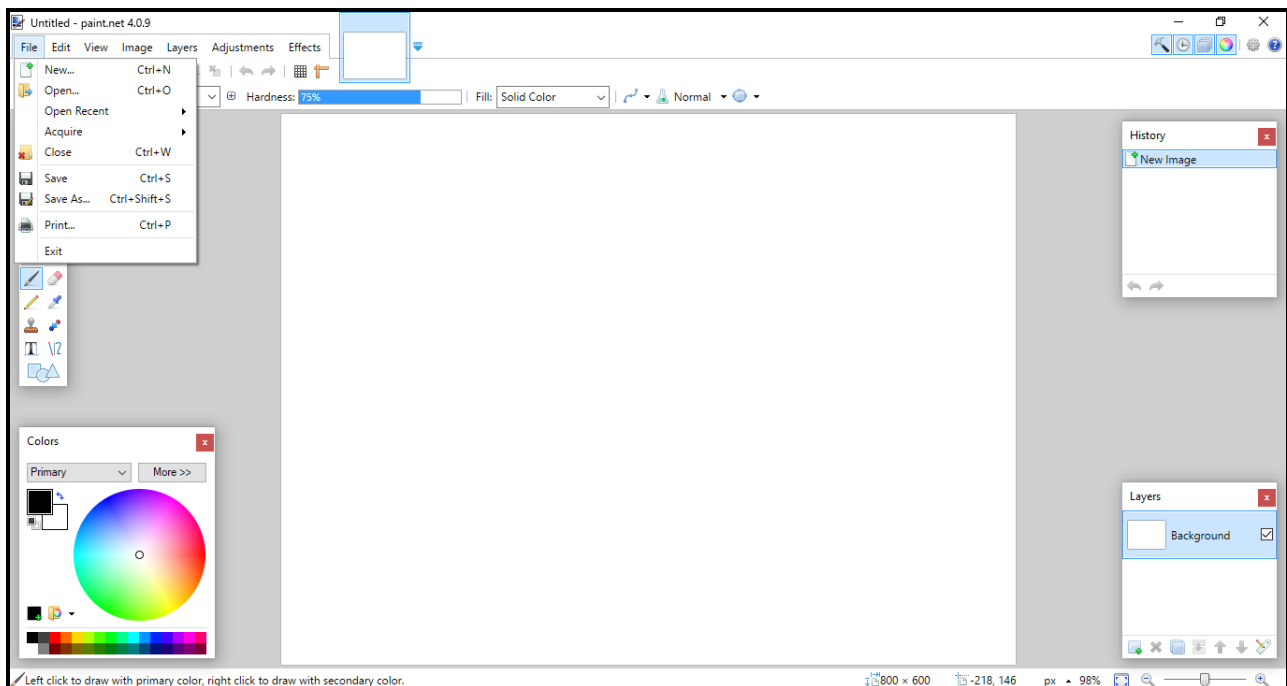 Untitled - paint.net 4.0.9
File Edit View Image Layers Adjustments Effects
New... Ctrl+N
Open... Ctrl+O
Open Recent
Acquire
Close Ctrl+W
Save Ctrl+S
Save As... Ctrl+Shift+S
Print... Ctrl+P
Exit
Hardness: 75% Fill: Solid Color Normal
History
New Image
Colors
Primary More >>
Layers
Background
Left click to draw with primary color, right click to draw with secondary color. 800 × 600 -218, 146 px 98%